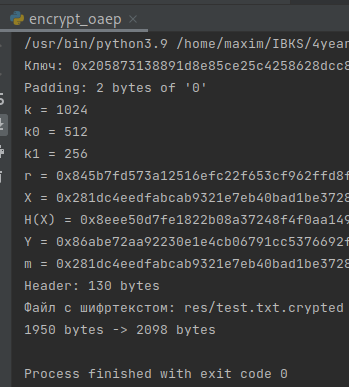 encrypt_oaep
/usr/bin/python3.9 /home/maxim/IBKS/4year
Ключ: 0x205873138891d8e85ce25c4258628dcc8
Padding: 2 bytes of '0'
k = 1024
k0 = 512
k1 = 256
r = 0x845b7fd573a12516efc22f653cf962ffd8f
X = 0x281dc4eedfabcab9321e7eb40bad1be3728
H(X) = 0x8eee50d7fe1822b08a37248f4f0aa149
Y = 0x86abe72aa92230e1e4cb06791cc5376692f
m = 0x281dc4eedfabcab9321e7eb40bad1be3728
Header: 130 bytes
Файл с шифртекстом: res/test.txt.crypted
1950 bytes -> 2098 bytes
Process finished with exit code 0